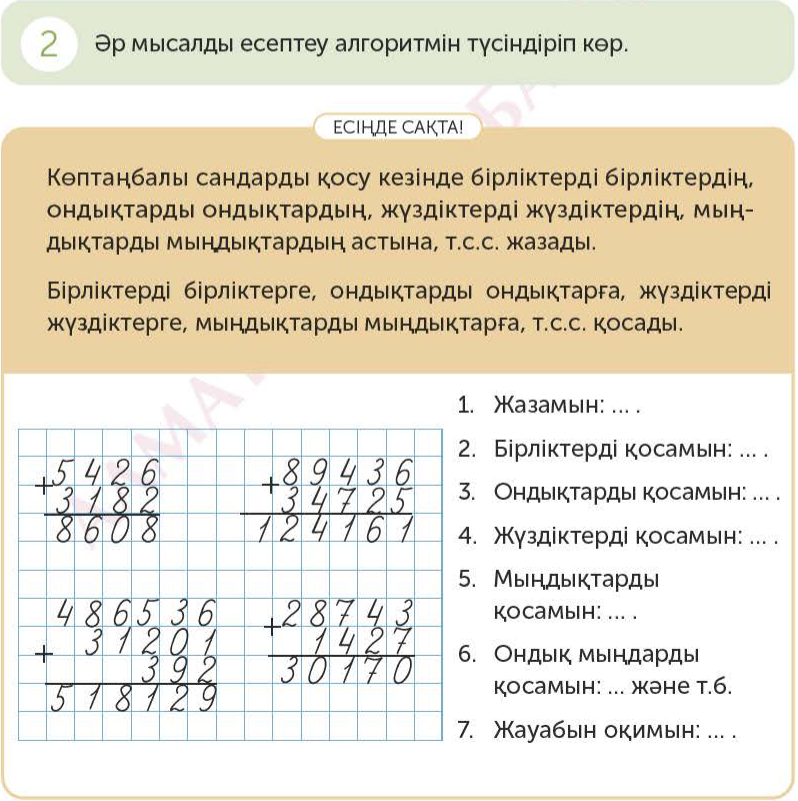 2 Әр мысалды есептеу алгоритмін түсіндіріп көр.
ЕСІҢДЕ САҚТА!
Көптаңбалы сандарды қосу кезінде бірліктерді бірліктердің,
ондықтарды ондықтардың, жүздіктерді жүздіктердің, мың-
дықтарды мыңдықтардың астына, т.с.с. жазады.
Бірліктерді бірліктерге, ондықтарды ондықтарға, жүздіктерді
жүздіктерге, мыңдықтарды мыңдықтарға, т.с.с. қосады.
5426
+
3182
8608
89436
+
34725
124161
486536
31201
+
392
518129
28743
+
1427
30170
1. Жазамын: ... .
2. Бірліктерді қосамын: ... .
3. Ондықтарды қосамын: ... .
4. Жүздіктерді қосамын: ... .
5. Мыңдықтарды
қосамын: ... .
6. Ондық мыңдарды
қосамын: ... және т.б.
7. Жауабын оқимын: ... .